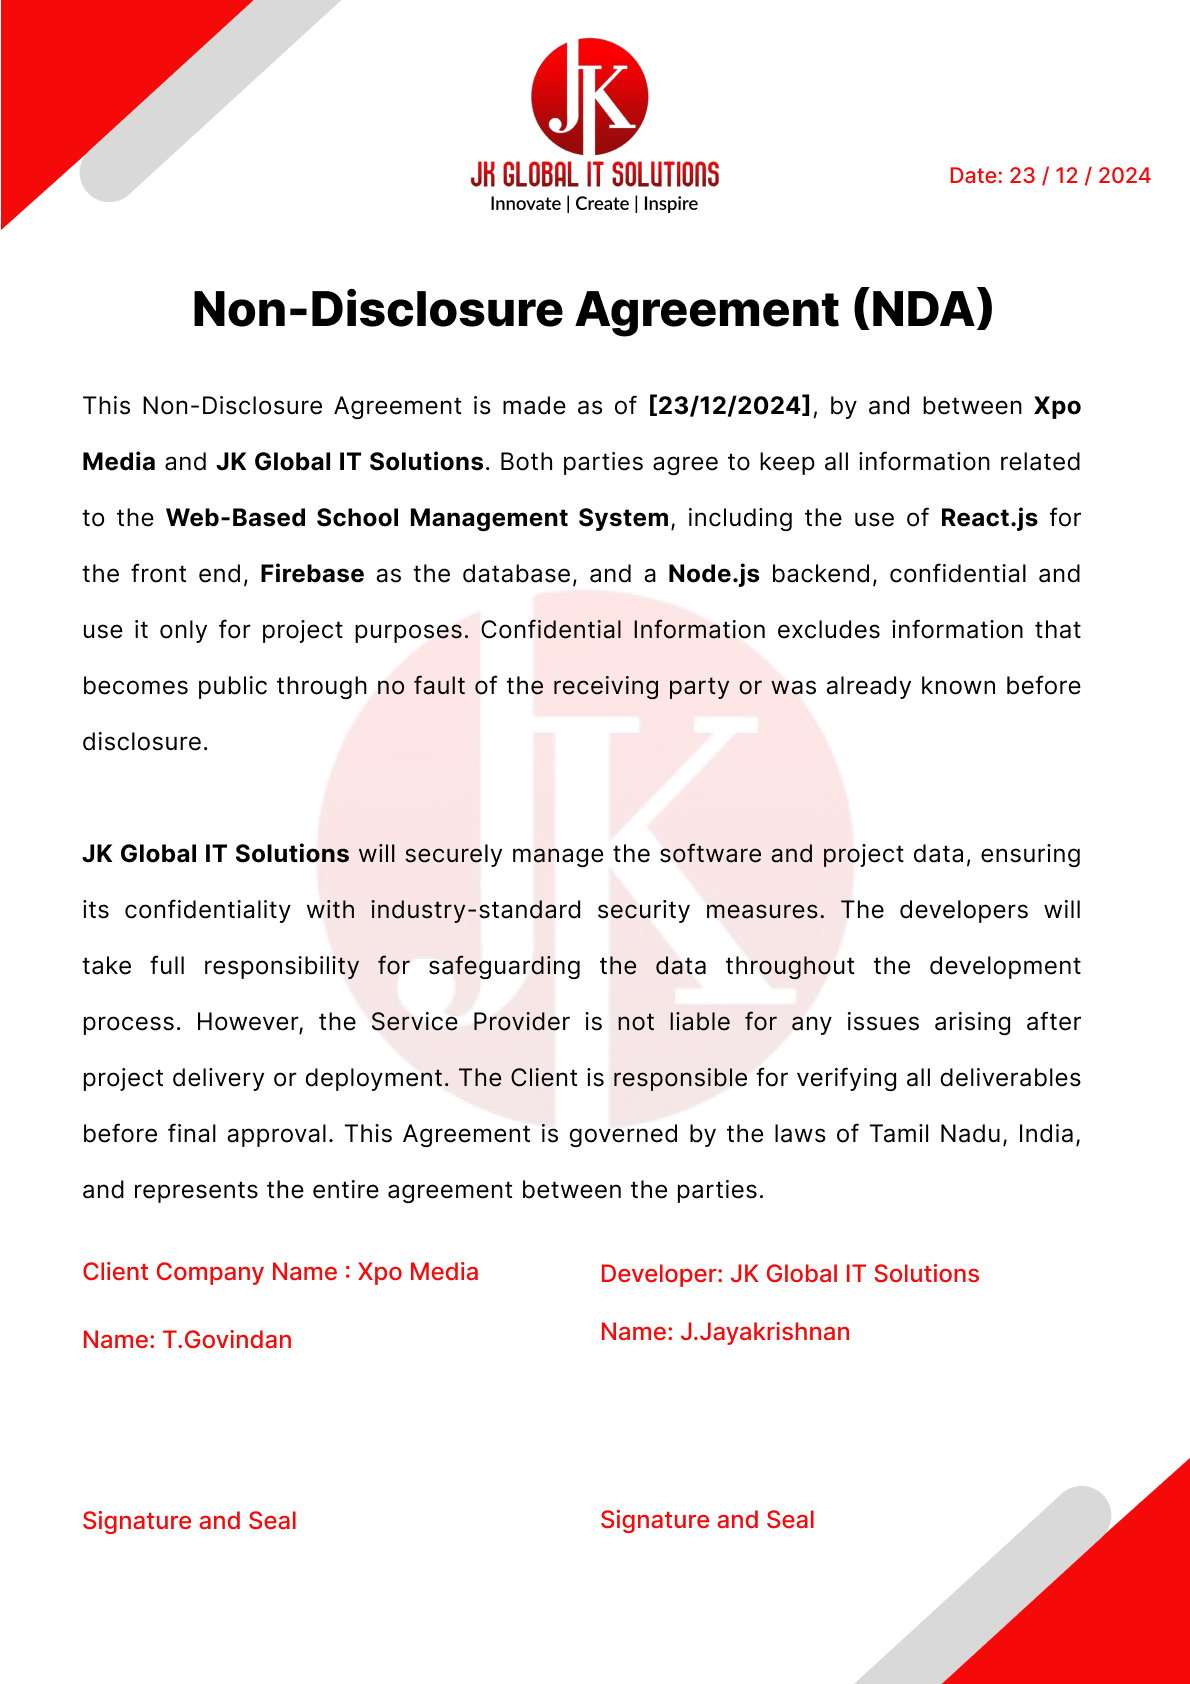 JK
JK GLOBAL IT SOLUTIONS
Innovate | Create | Inspire
Date: 23 / 12 / 2024
Non-Disclosure Agreement (NDA)
This Non-Disclosure Agreement is made as of [23/12/2024], by and between Xpo
Media and JK Global IT Solutions. Both parties agree to keep all information related
to the Web-Based School Management System, including the use of React.js for
the front end, Firebase as the database, and a Node.js backend, confidential and
use it only for project purposes. Confidential Information excludes information that
becomes public through no fault of the receiving party or was already known before
disclosure.
JK Global IT Solutions will securely manage the software and project data, ensuring
its confidentiality with industry-standard security measures. The developers will
take full responsibility for safeguarding the data throughout the development
process. However, the Service Provider is not liable for any issues arising after
project delivery or deployment. The Client is responsible for verifying all deliverables
before final approval. This Agreement is governed by the laws of Tamil Nadu, India,
and represents the entire agreement between the parties.
JK
Client Company Name : Xpo Media
Name: T.Govindan
Signature and Seal
Developer: JK Global IT Solutions
Name: J.Jayakrishnan
Signature and Seal